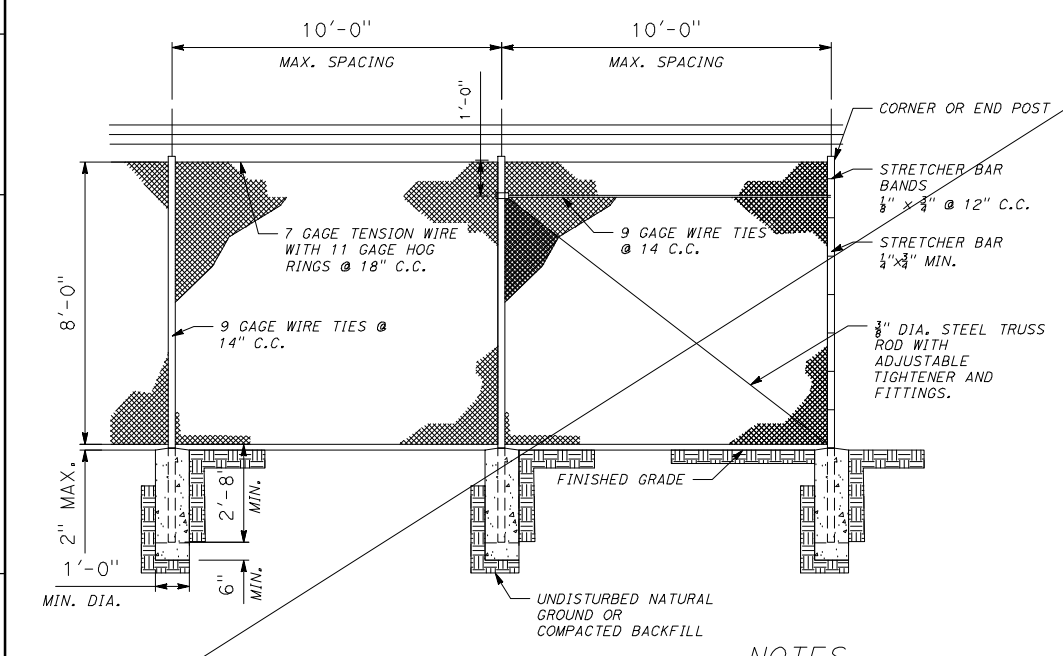 10'-0"
10'-0"
MAX. SPACING
MAX. SPACING
1'-0"
CORNER OR END POST
STRETCHER BAR
BANDS
1/8" x 3/4" @ 12" C.C.
7 GAGE TENSION WIRE
WITH 11 GAGE HOG
RINGS @ 18" C.C.
9 GAGE WIRE TIES
@ 14 C.C.
STRETCHER BAR
1/4"x3/4" MIN.
8'-0"
9 GAGE WIRE TIES @
14" C.C.
3/8" DIA. STEEL TRUSS
ROD WITH
ADJUSTABLE
TIGHTENER AND
FITTINGS.
2" MAX.
2'-8"
MIN.
FINISHED GRADE
1'-0"
MIN. DIA.
6"
MIN.
UNDISTURBED NATURAL
GROUND OR
COMPACTED BACKFILL
NOTES